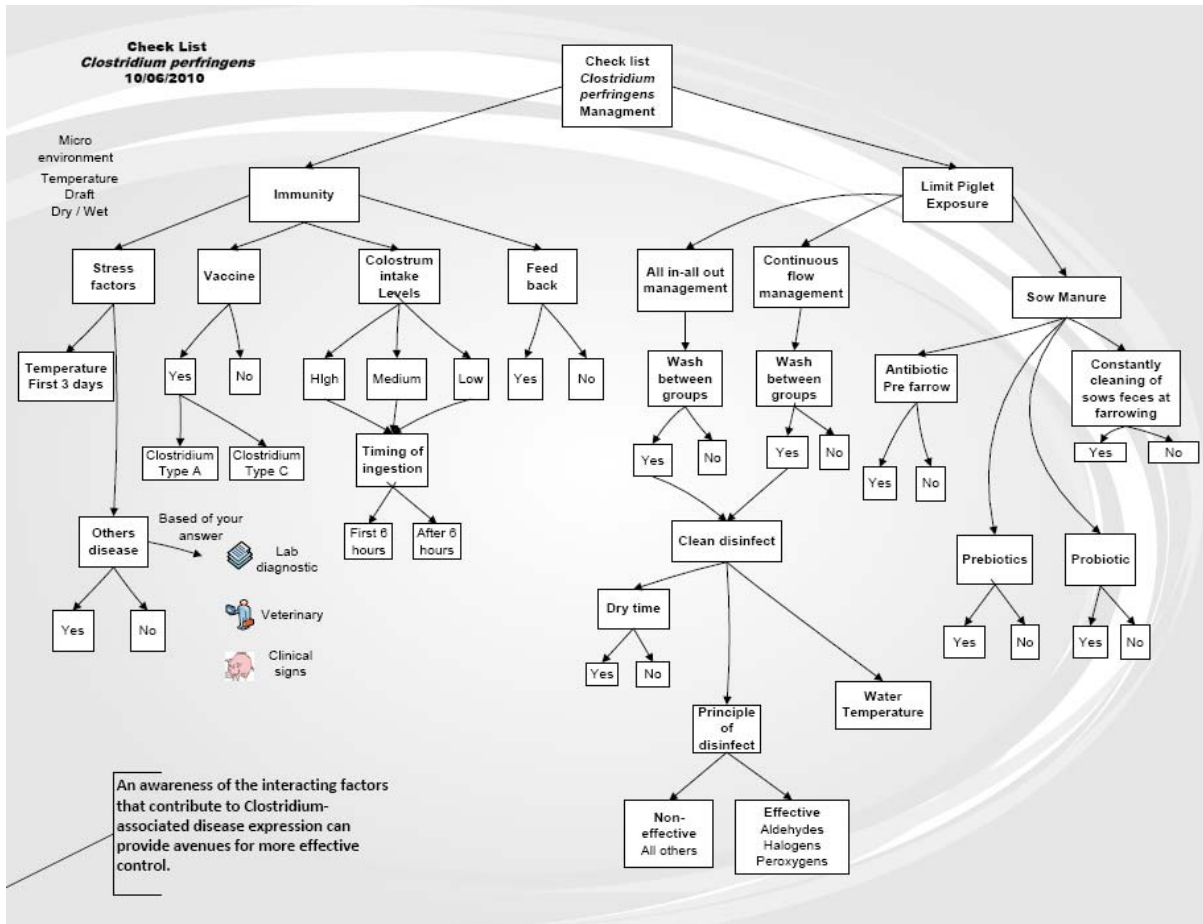 Check List
Clostridium perfringens
10/06/2010
Check list
Clostridium
perfringens
Managment
Micro
environment
Temperature
Draft
Dry / Wet
Immunity
Limit Piglet
Exposure
Stress
factors
Vaccine
Colostrum
intake
Levels
Feed
back
All in-all out
management
Continuous
flow
management
Sow Manure
Temperature
First 3 days
Yes
No
HIgh
Medium
Low
Yes
No
Wash
between
groups
Wash
between
groups
Antibiotic
Pre farrow
Constantly
cleaning of
sows feces at
farrowing
Clostridium
Type A
Clostridium
Type C
Timing of
ingestion
Yes
No
Yes
No
Yes
No
Yes
No
First 6
hours
After 6
hours
Others
disease
Based of your
answer
Lab
diagnostic
Veterinary
Clinical
signs
Yes
No
Clean disinfect
Prebiotics
Probiotic
Dry time
Yes
No
Yes
No
Yes
No
Principle
of
disinfect
Water
Temperature
Non-
effective
All others
Effective
Aldehydes
Halogens
Peroxygens
An awareness of the interacting factors
that contribute to Clostridium-
associated disease expression can
provide avenues for more effective
control.